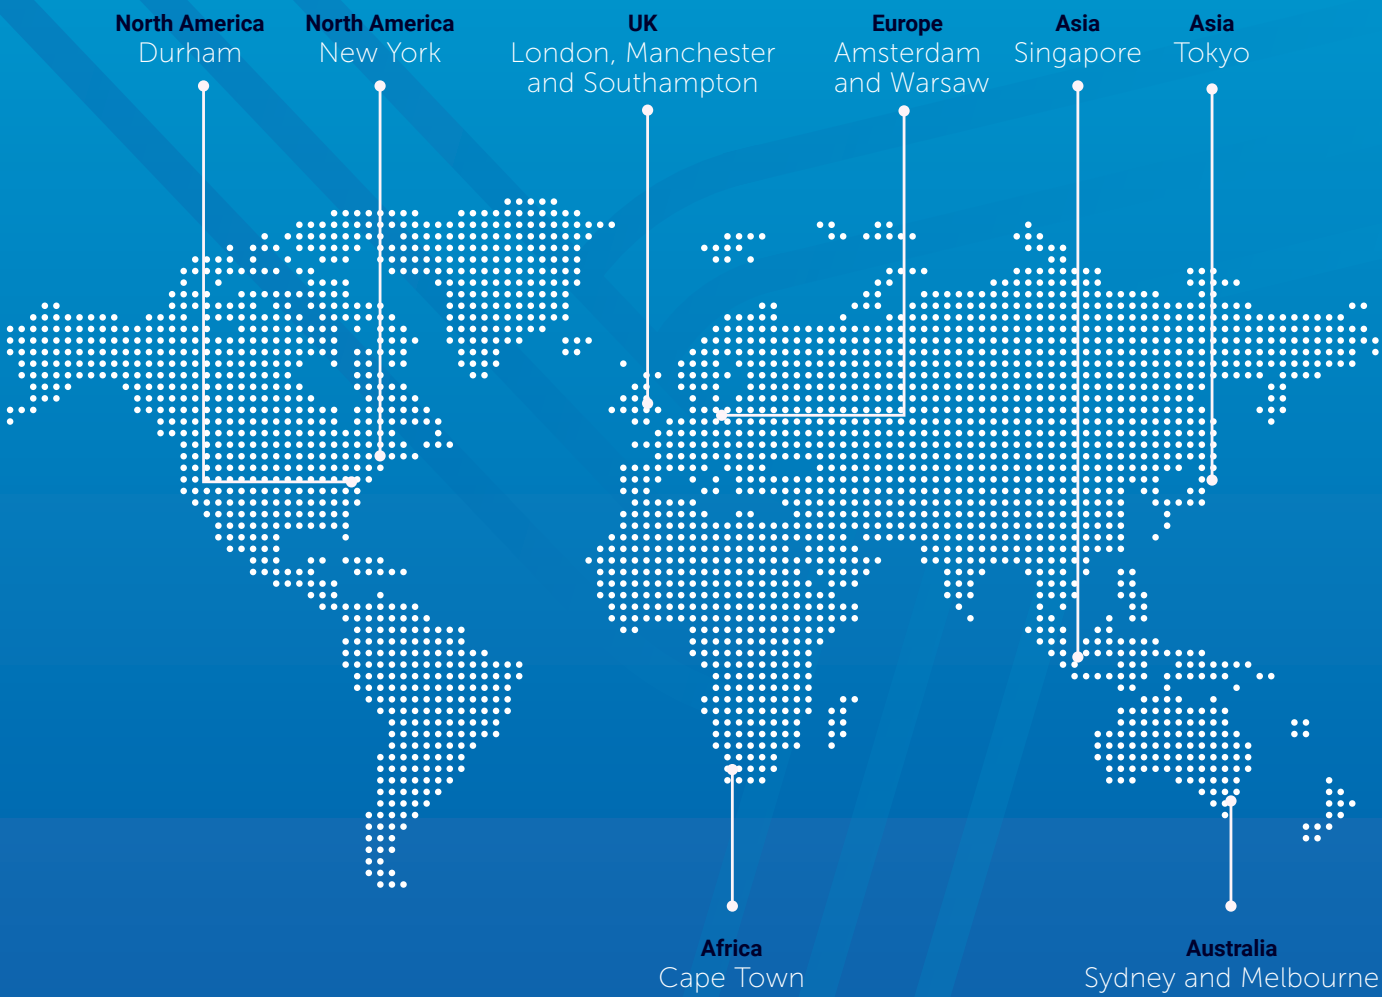 North America
Durham
North America
New York
UK
London, Manchester
and Southampton
Europe
Amsterdam
and Warsaw
Asia
Singapore
Asia
Tokyo
Africa
Cape Town
Australia
Sydney and Melbourne